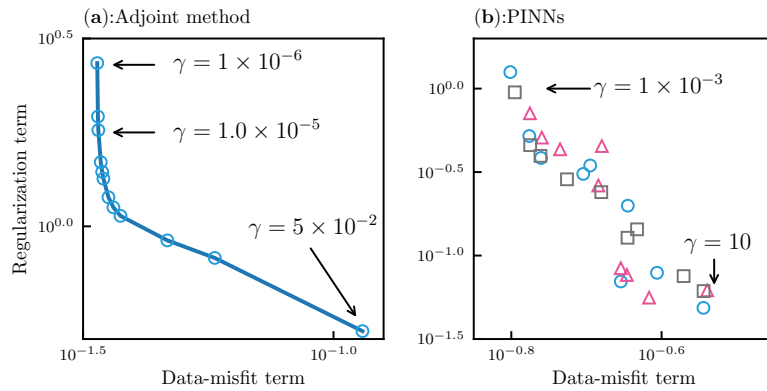 (a):Adjoint method
10^0.5
γ = 1 × 10^−6
γ = 1.0 × 10^−5
10^0.0
γ = 5 × 10^−2
Regularization term
10^−1.5
10^−1.0
Data-misfit term
(b):PINNs
10^0.0
γ = 1 × 10^−3
10^−0.5
10^−1.0
γ = 10
10^−1.5
10^−0.8
10^−0.6
Data-misfit term